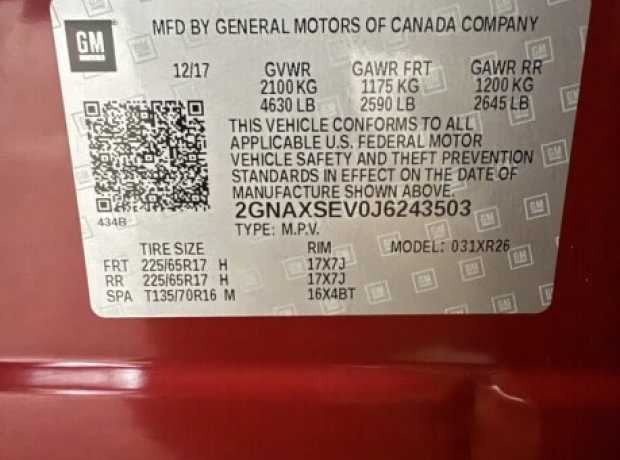 GM
MFD BY GENERAL MOTORS OF CANADA COMPANY
12/17 GVWR GAWR FRT GAWR RR
2100 KG 1175 KG 1200 KG
4630 LB 2590 LB 2645 LB
THIS VEHICLE CONFORMS TO ALL
APPLICABLE U.S. FEDERAL MOTOR
VEHICLE SAFETY AND THEFT PREVENTION
STANDARDS IN EFFECT ON THE DATE OF
MANUFACTURE SHOWN ABOVE.
434B 2GNAXSEV0J6243503
TYPE: M.P.V.
TIRE SIZE RIM MODEL: 031XR26
FRT 225/65R17 H 17X7J
RR 225/65R17 H 17X7J
SPA T135/70R16 M 16X4BT